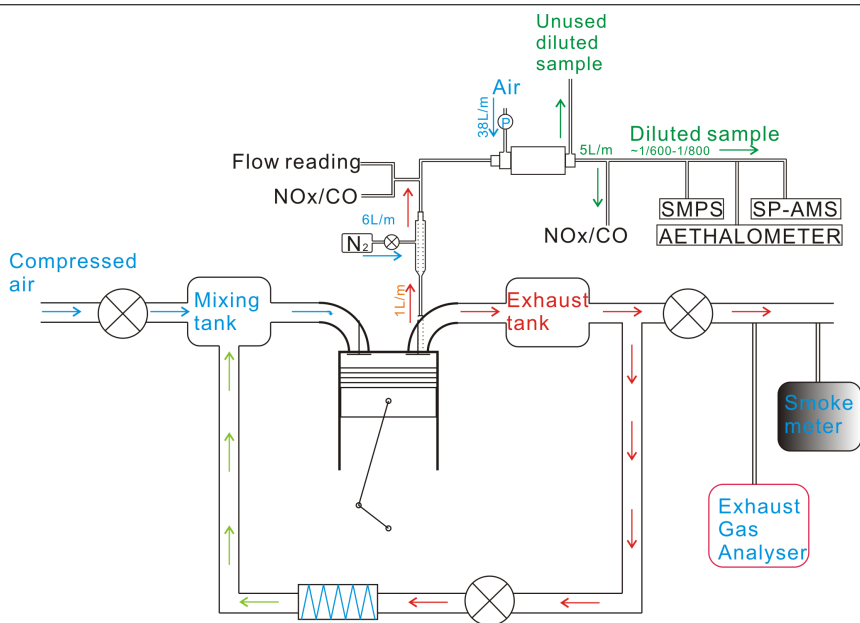 Unused
diluted
sample
Air
38L/m
P
Flow reading
5L/m
Diluted sample
~1/600-1/800
NOx/CO
6L/m
N₂
NOx/CO
SMPS
SP-AMS
AETHALOMETER
Compressed
air
Mixing
tank
1L/m
Exhaust
tank
Smoke
meter
Exhaust
Gas
Analyser